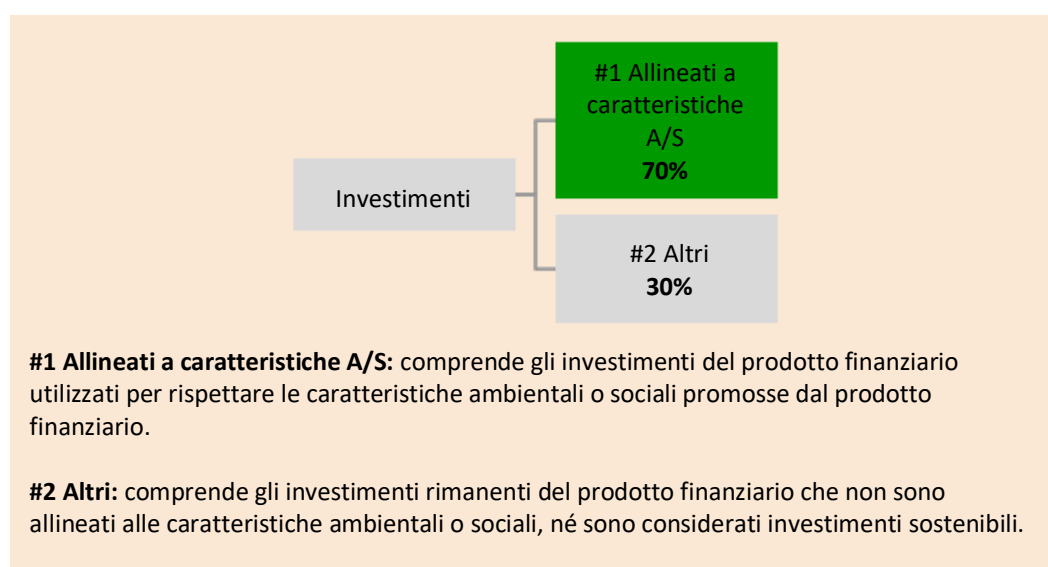 #1 Allineati a
caratteristiche
A/S
70%
Investimenti
#2 Altri
30%
#1 Allineati a caratteristiche A/S: comprende gli investimenti del prodotto finanziario
utilizzati per rispettare le caratteristiche ambientali o sociali promosse dal prodotto
finanziario.
#2 Altri: comprende gli investimenti rimanenti del prodotto finanziario che non sono
allineati alle caratteristiche ambientali o sociali, né sono considerati investimenti sostenibili.